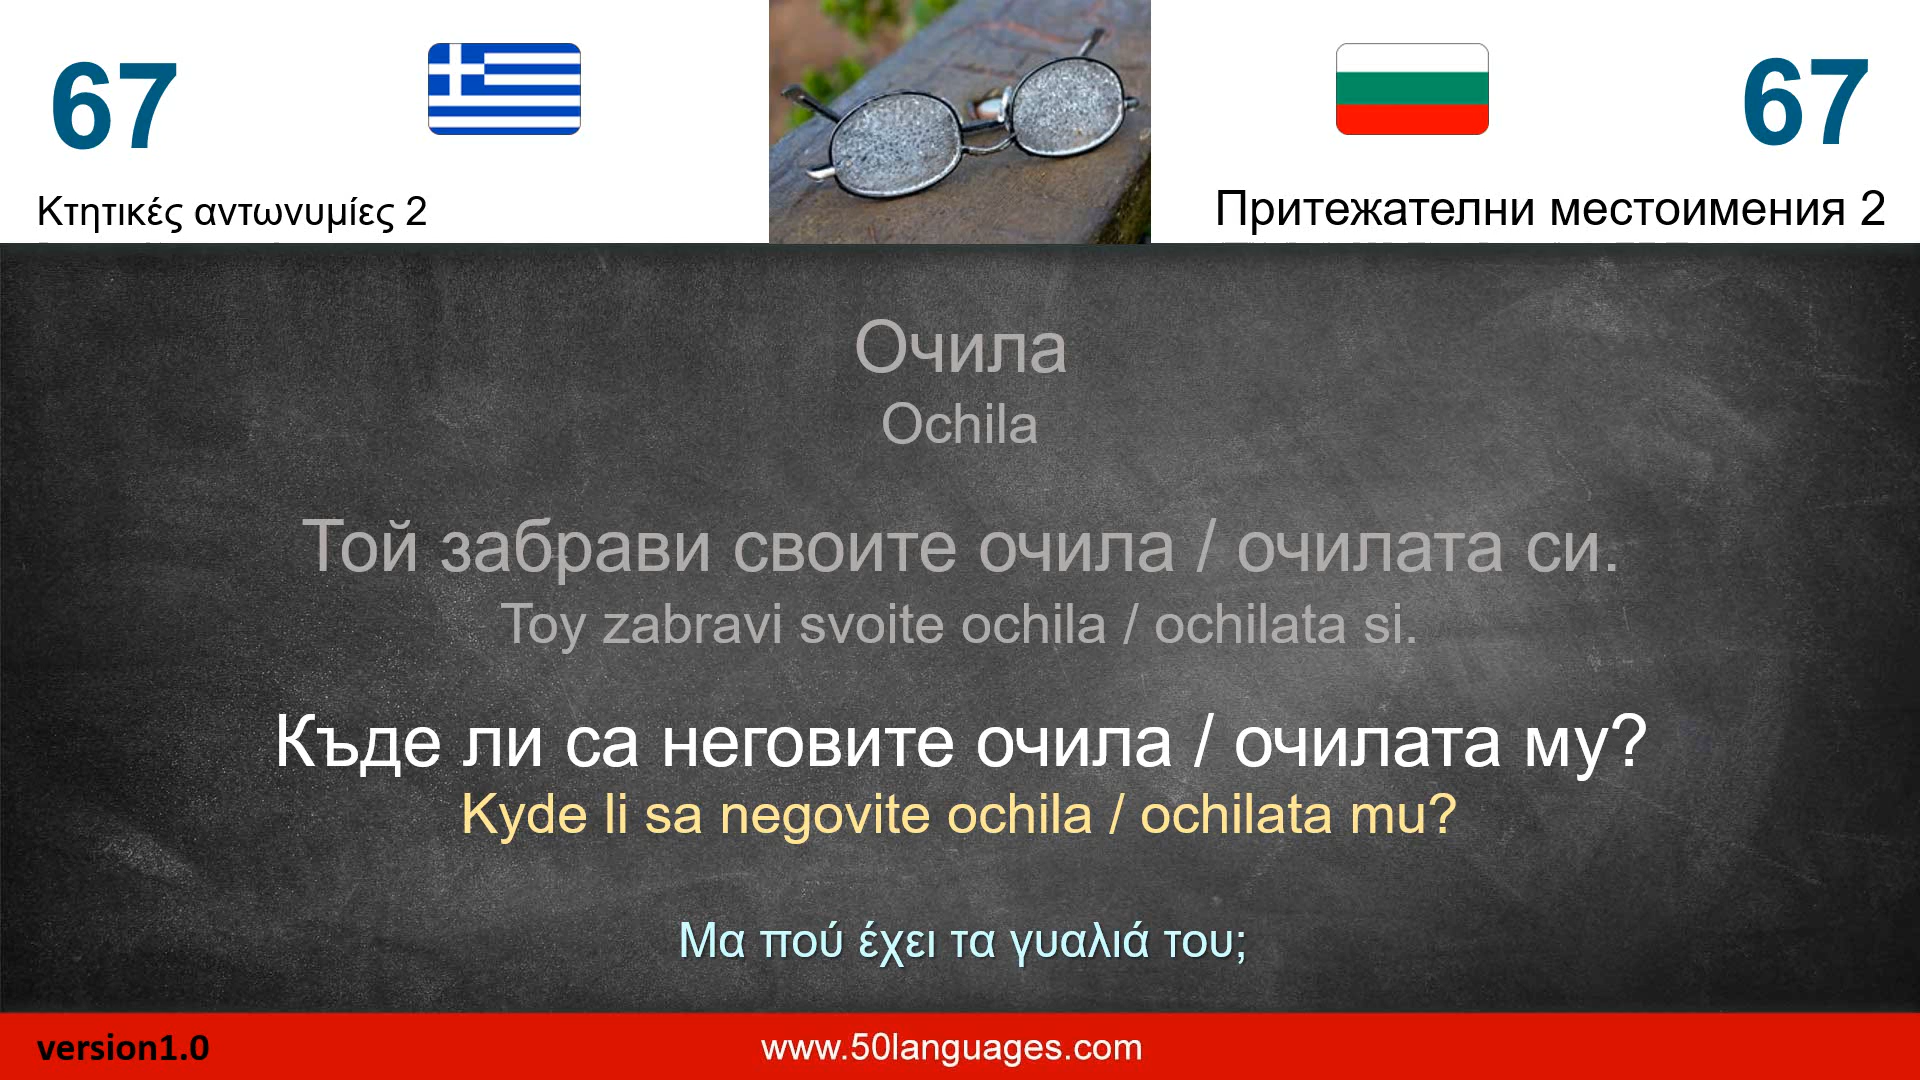 67
67
Κτητικές αντωνυμίες 2
Притежателни местоимения 2
Очила
Ochila
Той забрави своите очила / очилата си.
Toy zabravi svoite ochila / ochilata si.
Къде ли са неговите очила / очилата му?
Kyde li sa negovite ochila / ochilata mu?
Μα πού έχει τα γυαλιά του;
version1.0
www.50languages.com